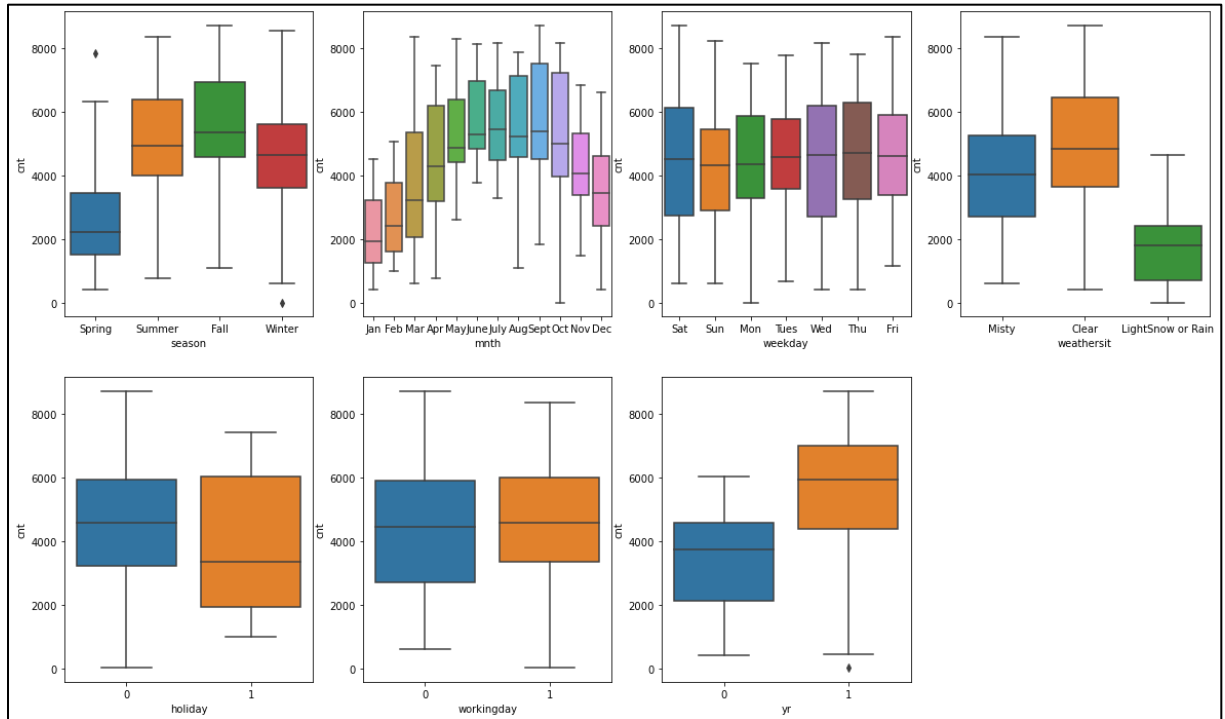 cnt
8000
6000
4000
2000
0
Spring Summer Fall Winter
season
cnt
8000
6000
4000
2000
0
Jan Feb Mar Apr May June July Aug Sept Oct Nov Dec
mnth
cnt
8000
6000
4000
2000
0
Sat Sun Mon Tues Wed Thu Fri
weekday
cnt
8000
6000
4000
2000
0
Misty Clear LightSnow or Rain
weathersit
cnt
8000
6000
4000
2000
0
0 1
holiday
cnt
8000
6000
4000
2000
0
0 1
workingday
cnt
8000
6000
4000
2000
0
0 1
yr